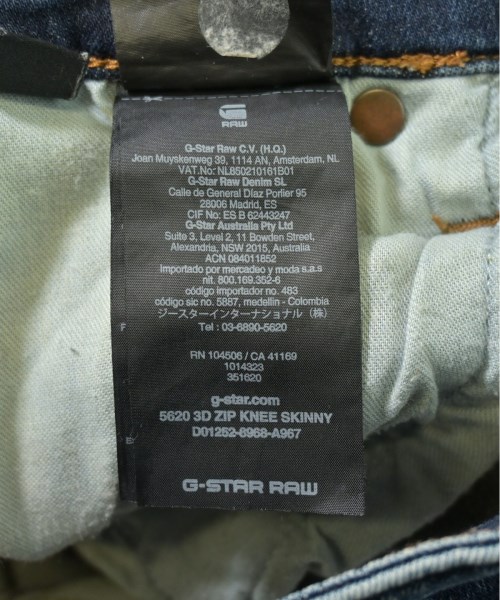 RAW
G-Star Raw C.V. (H.Q.)
Joan Muyskenweg 39, 1114 AN, Amsterdam, NL
VAT.No: NL850210161B01
G-Star Raw Denim SL
Calle de General Díaz Porlier 95
28006 Madrid, ES
CIF No: ES B 62443247
G-Star Australia Pty Ltd
Suite 3, Level 2, 11 Bowden Street,
Alexandria, NSW 2015, Australia
ACN 084011852
Importado por mercadeo y moda s.a.s
nit. 800.169.352-6
código importador no. 483
código sic no. 5887, medellin - Colombia
ジースターインターナショナル（株）
Tel : 03-6890-5620
RN 104506 / CA 41169
1014323
351620
g-star.com
5620 3D ZIP KNEE SKINNY
D01252-8968-A967
G-STAR RAW